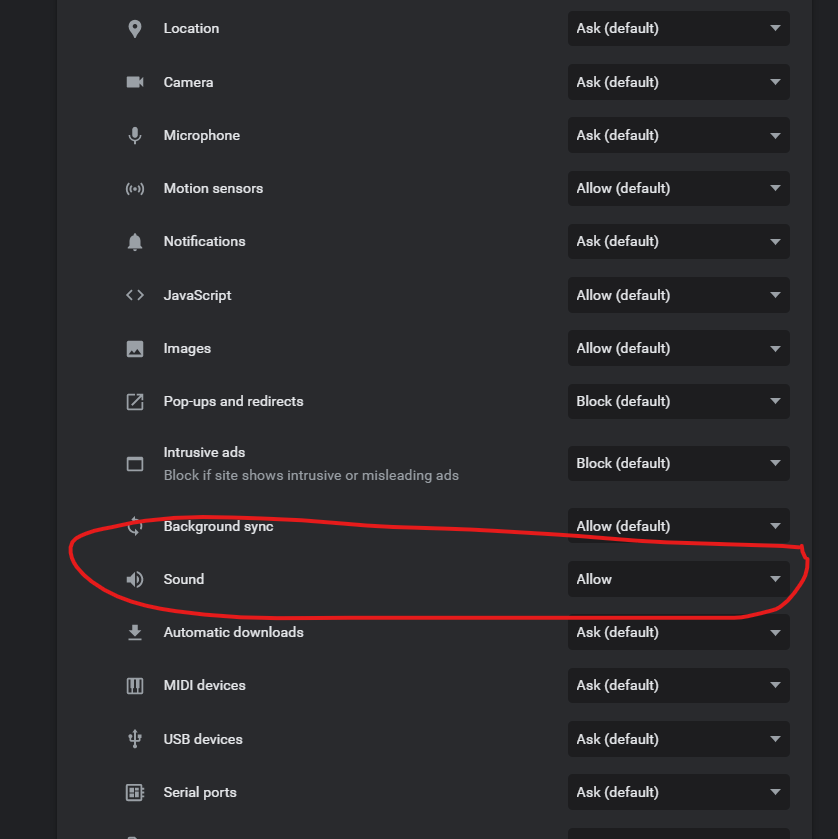 Location Ask (default)
Camera Ask (default)
Microphone Ask (default)
Motion sensors Allow (default)
Notifications Ask (default)
JavaScript Allow (default)
Images Allow (default)
Pop-ups and redirects Block (default)
Intrusive ads
Block if site shows intrusive or misleading ads Block (default)
Background sync Allow (default)
Sound Allow
Automatic downloads Ask (default)
MIDI devices Ask (default)
USB devices Ask (default)
Serial ports Ask (default)